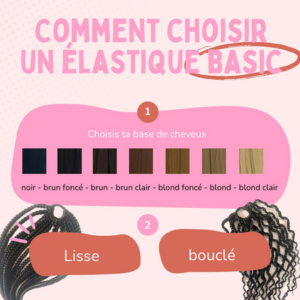 COMMENT CHOISIR
UN ÉLASTIQUE BASIC
1
Choisis ta base de cheveux
noir - brun foncé - brun - brun clair - blond foncé - blond - blond clair
2
Lisse
bouclé